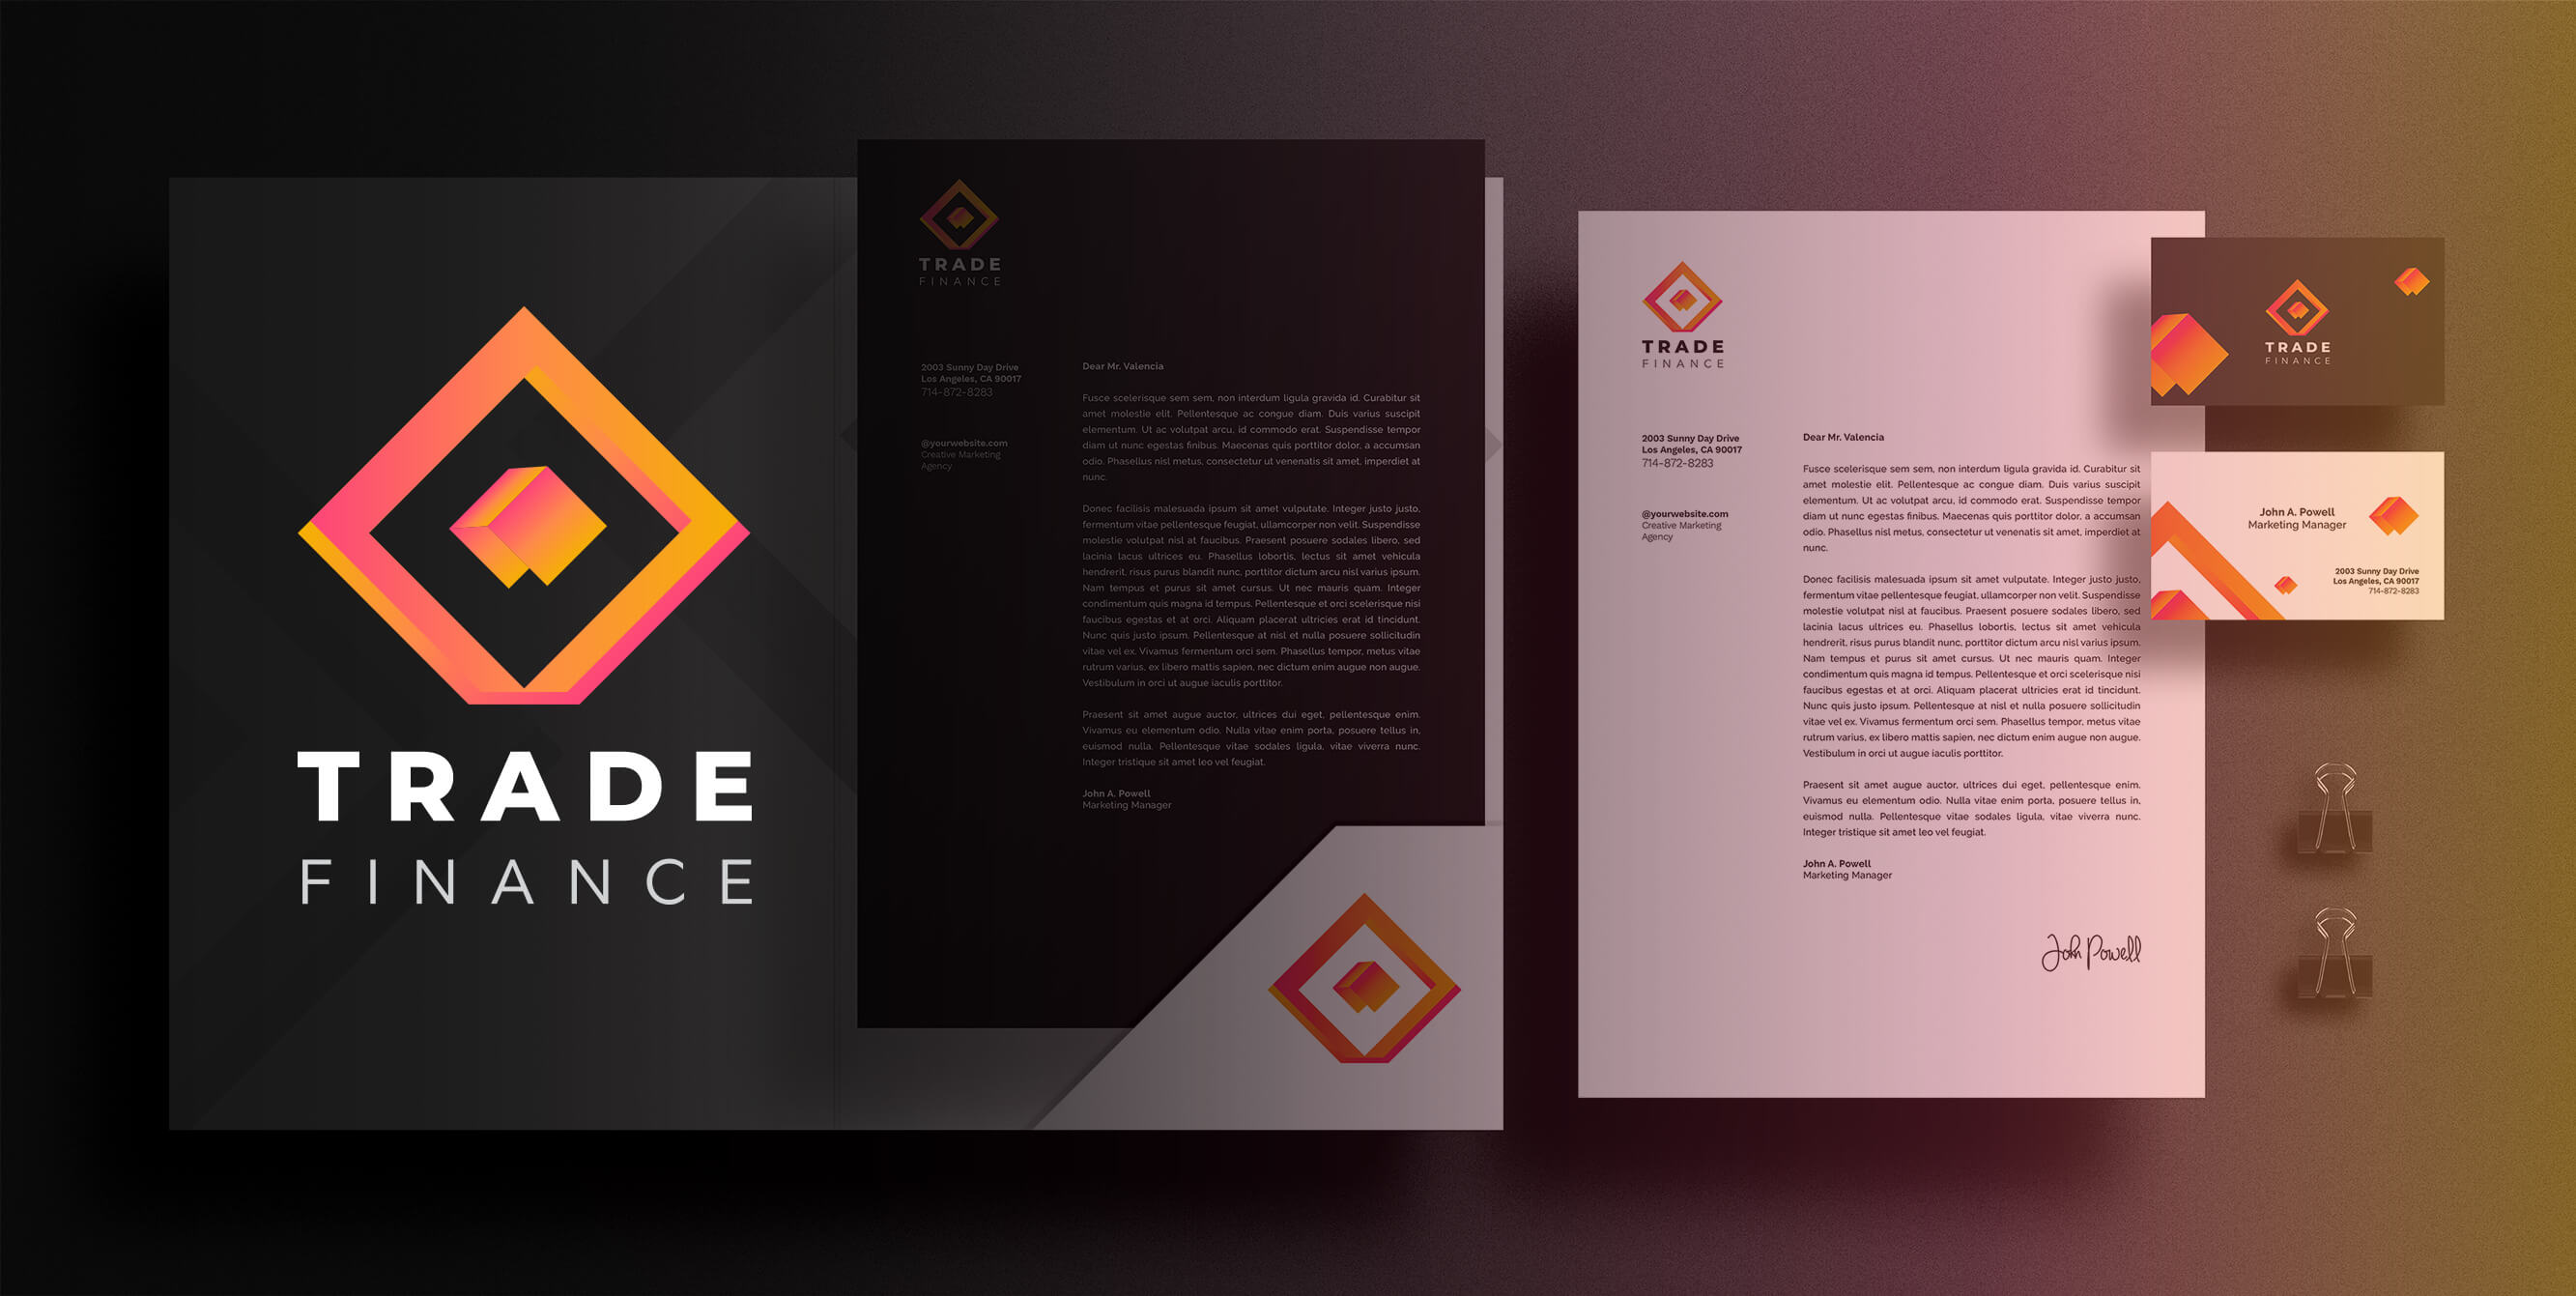 TRADE
FINANCE
TRADE
FINANCE
2003 Sunny Day Drive
Los Angeles, CA 90017
714-872-8283
@yourwebsite.com
Creative Marketing
Agency
Dear Mr. Valencia
Fusce scelerisque sem sem, non interdum ligula gravida id. Curabitur sit
amet molestie elit. Pellentesque ac congue diam. Duis varius suscipit
elementum. Ut ac volutpat arcu, id commodo erat. Suspendisse tempor
diam ut nunc egestas finibus. Maecenas quis porttitor dolor, a accumsan
odio. Phasellus nisl metus, consectetur ut venenatis sit amet, imperdiet at
nunc.
Donec facilisis malesuada ipsum sit amet vulputate. Integer justo justo,
fermentum vitae pellentesque feugiat, ullamcorper non velit. Suspendisse
molestie volutpat nisl at faucibus. Praesent posuere sodales libero, sed
lacinia lacus ultrices eu. Phasellus lobortis, lectus sit amet vehicula
hendrerit, risus purus blandit nunc, porttitor dictum arcu nisl varius ipsum.
Nam tempus et purus sit amet cursus. Ut nec mauris quam. Integer
condimentum quis magna id tempus. Pellentesque et orci scelerisque nisi
faucibus egestas et at orci. Aliquam placerat ultricies erat id tincidunt.
Nunc quis justo ipsum. Pellentesque at nisl et nulla posuere sollicitudin
vitae vel ex. Vivamus fermentum orci sem. Phasellus tempor, metus vitae
rutrum varius, ex libero mattis sapien, nec dictum enim augue non augue.
Vestibulum in orci ut augue iaculis porttitor.
Praesent sit amet augue auctor, ultrices dui eget, pellentesque enim.
Vivamus eu elementum odio. Nulla vitae enim porta, posuere tellus in,
euismod nulla. Pellentesque vitae sodales ligula, vitae viverra nunc.
Integer tristique sit amet leo vel feugiat.
John A. Powell
Marketing Manager
TRADE
FINANCE
2003 Sunny Day Drive
Los Angeles, CA 90017
714-872-8283
@yourwebsite.com
Creative Marketing
Agency
Dear Mr. Valencia
Fusce scelerisque sem sem, non interdum ligula gravida id. Curabitur sit
amet molestie elit. Pellentesque ac congue diam. Duis varius suscipit
elementum. Ut ac volutpat arcu, id commodo erat. Suspendisse tempor
diam ut nunc egestas finibus. Maecenas quis porttitor dolor, a accumsan
odio. Phasellus nisl metus, consectetur ut venenatis sit amet, imperdiet at
nunc.
Donec facilisis malesuada ipsum sit amet vulputate. Integer justo justo,
fermentum vitae pellentesque feugiat, ullamcorper non velit. Suspendisse
molestie volutpat nisl at faucibus. Praesent posuere sodales libero, sed
lacinia lacus ultrices eu. Phasellus lobortis, lectus sit amet vehicula
hendrerit, risus purus blandit nunc, porttitor dictum arcu nisl varius ipsum.
Nam tempus et purus sit amet cursus. Ut nec mauris quam. Integer
condimentum quis magna id tempus. Pellentesque et orci scelerisque nisi
faucibus egestas et at orci. Aliquam placerat ultricies erat id tincidunt.
Nunc quis justo ipsum. Pellentesque at nisl et nulla posuere sollicitudin
vitae vel ex. Vivamus fermentum orci sem. Phasellus tempor, metus vitae
rutrum varius, ex libero mattis sapien, nec dictum enim augue non augue.
Vestibulum in orci ut augue iaculis porttitor.
Praesent sit amet augue auctor, ultrices dui eget, pellentesque enim.
Vivamus eu elementum odio. Nulla vitae enim porta, posuere tellus in,
euismod nulla. Pellentesque vitae sodales ligula, vitae viverra nunc.
Integer tristique sit amet leo vel feugiat.
John A. Powell
Marketing Manager
John Powell
TRADE
FINANCE
John A. Powell
Marketing Manager
2003 Sunny Day Drive
Los Angeles, CA 90017
714-872-8283